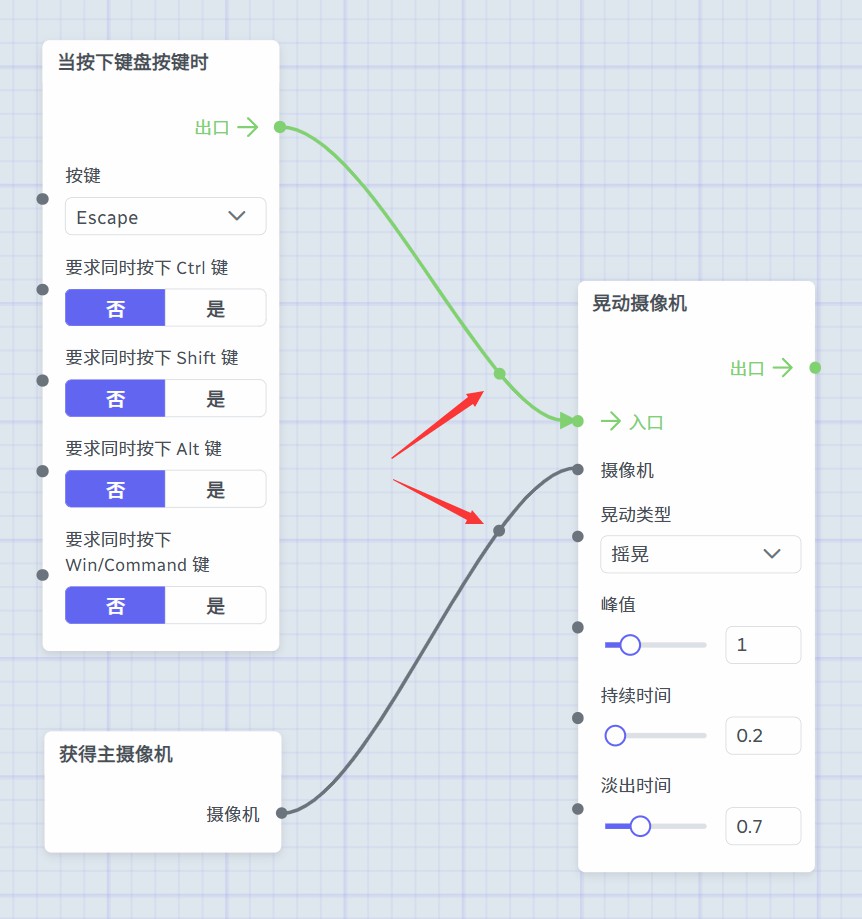 当按下键盘按键时
出口
按键
Escape
要求同时按下 Ctrl 键
否 是
要求同时按下 Shift 键
否 是
要求同时按下 Alt 键
否 是
要求同时按下
Win/Command 键
否 是
获得主摄像机
摄像机
晃动摄像机
出口
入口
摄像机
晃动类型
摇晃
峰值
1
持续时间
0.2
淡出时间
0.7